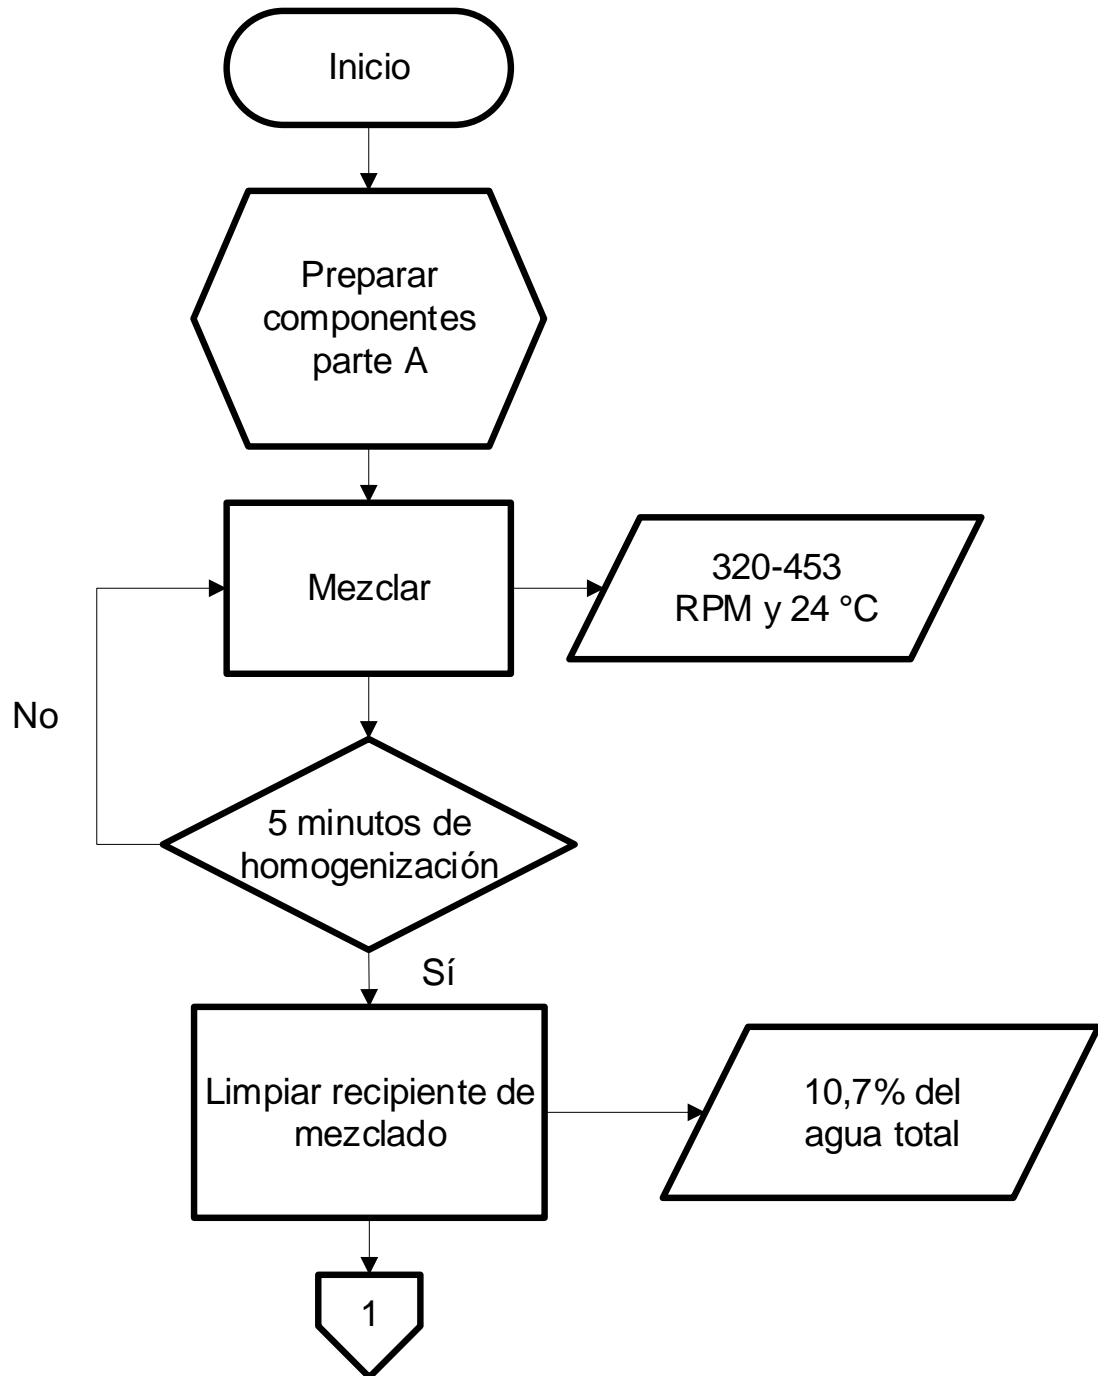 Inicio
Preparar
componentes
parte A
Mezclar
320-453
RPM y 24 °C
No
5 minutos de
homogenización
Sí
Limpiar recipiente de
mezclado
10,7% del
agua total
1